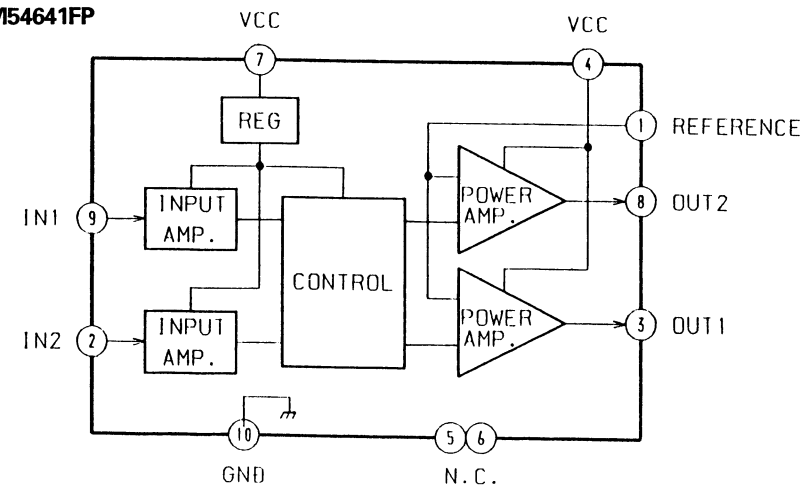 M54641FP
VCC
VCC
7
4
REG
1
REFERENCE
INPUT
AMP.
POWER
AMP.
IN1
9
8
OUT2
CONTROL
INPUT
AMP.
POWER
AMP.
IN2
2
3
OUT1
10
5
6
GND
N.C.